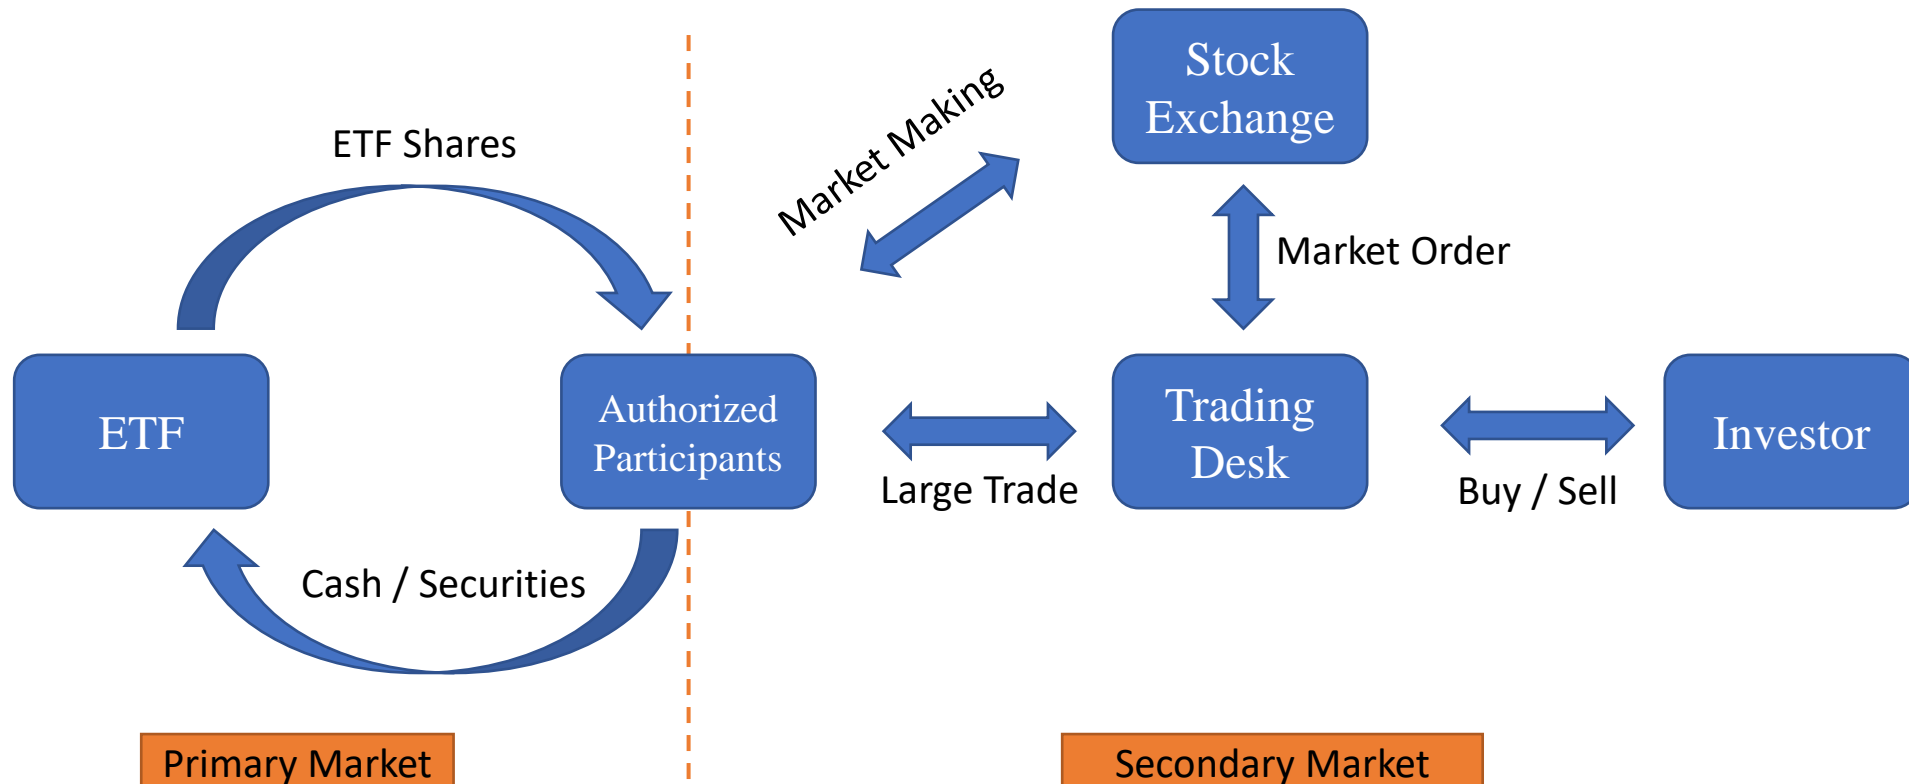 Stock
Exchange
Market Making
ETF Shares
Market Order
ETF
Authorized
Participants
Trading
Desk
Investor
Large Trade
Buy / Sell
Cash / Securities
Primary Market
Secondary Market